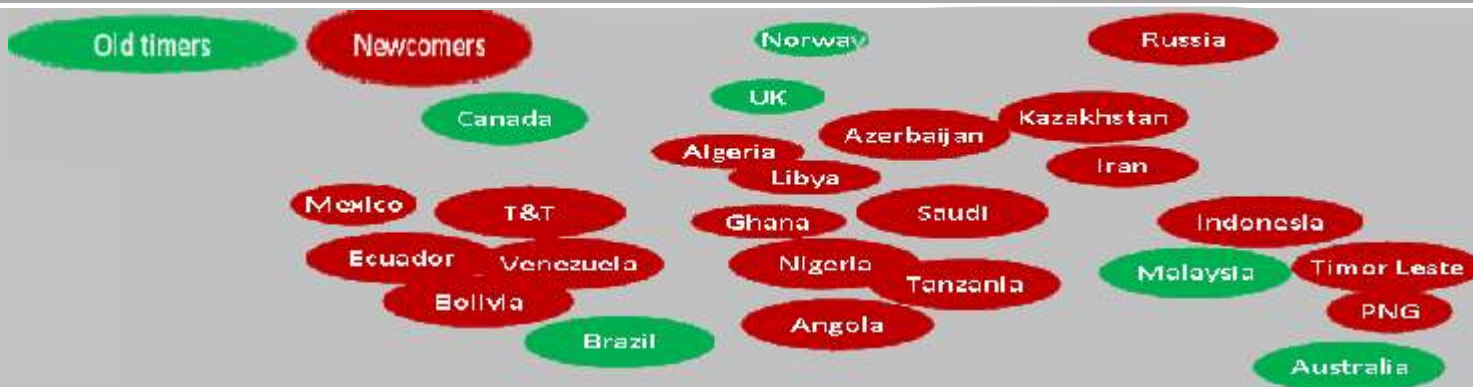 Old timers
Newcomers
Norway
Russia
Canada
UK
Azerbaijan
Kazakhstan
Algeria
Libya
Iran
Mexico
T&T
Ghana
Saudi
Indonesia
Ecuador
Venezuela
Nigeria
Tanzania
Malaysia
Timor Leste
Bolivia
Angola
PNG
Brazil
Australia